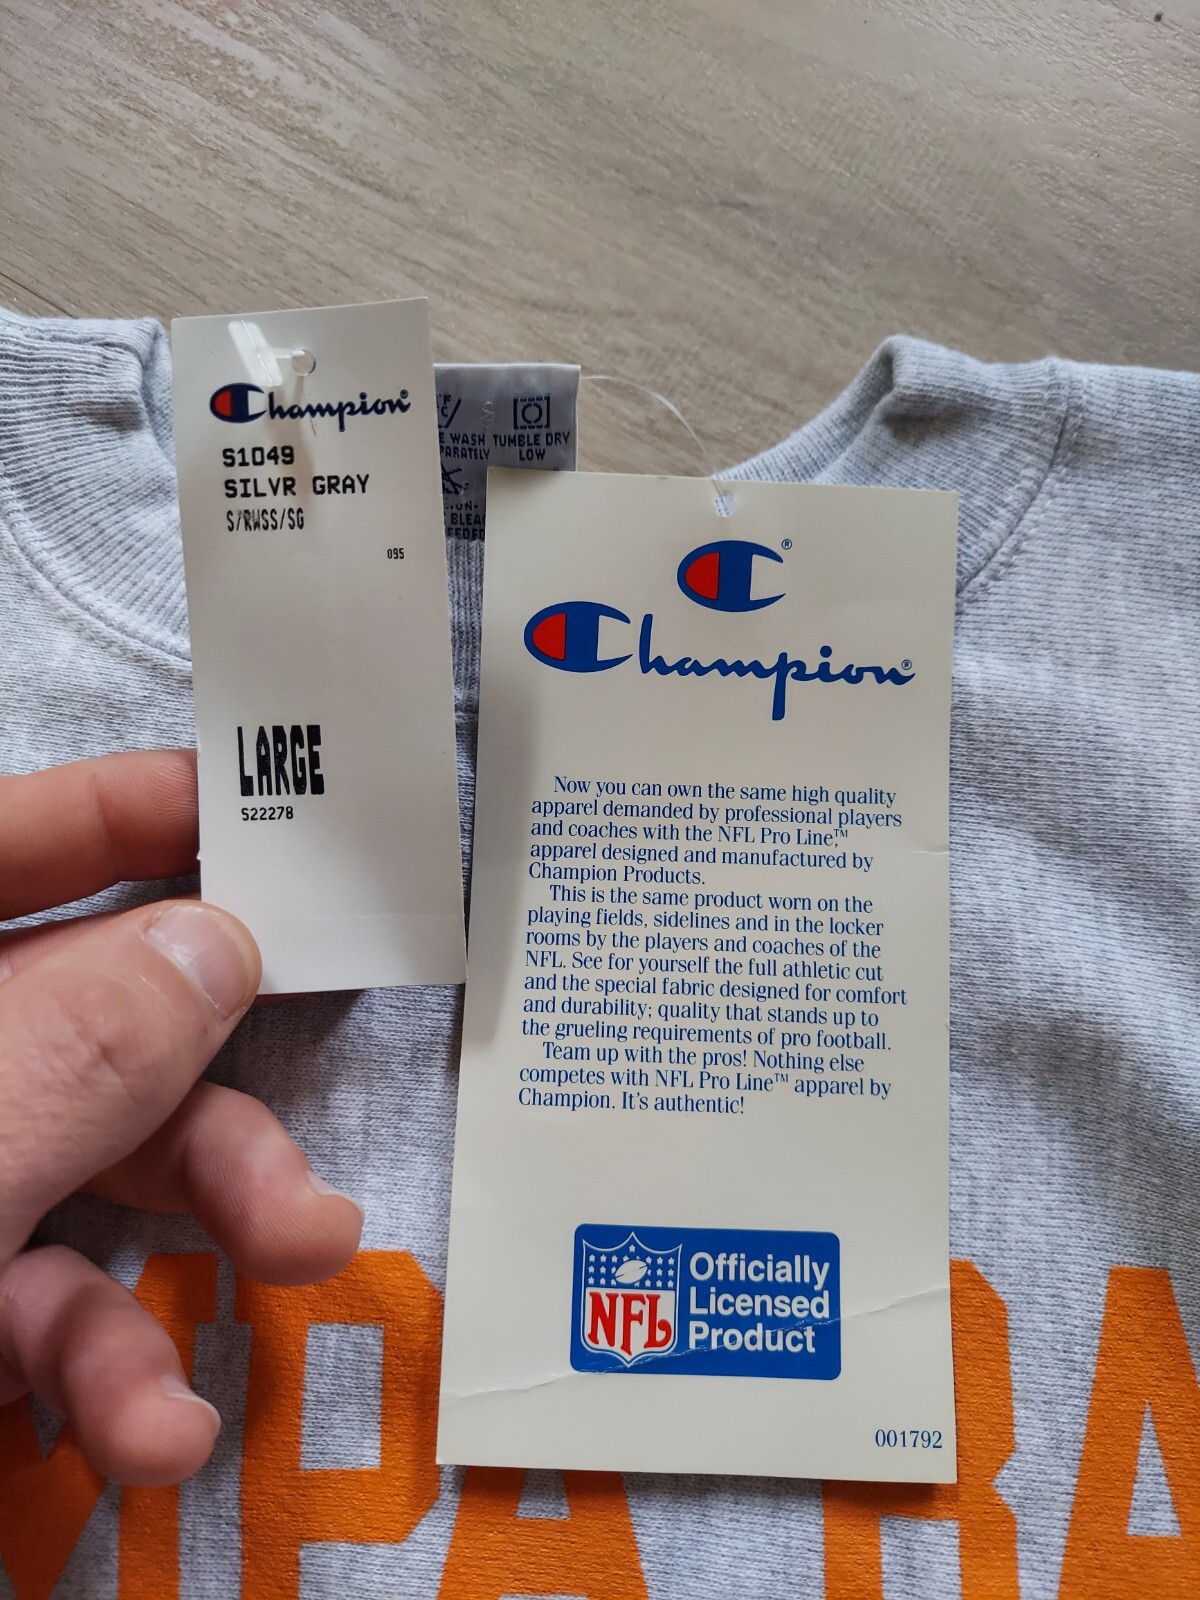 Champion®
S1049
SILVR GRAY
S/RWSS/SG
095
LARGE
S22278
WASH TUMBLE DRY
LOW
Champion®
Now you can own the same high quality
apparel demanded by professional players
and coaches with the NFL Pro Line,™
apparel designed and manufactured by
Champion Products.
This is the same product worn on the
playing fields, sidelines and in the locker
rooms by the players and coaches of the
NFL. See for yourself the full athletic cut
and the special fabric designed for comfort
and durability; quality that stands up to
the grueling requirements of pro football.
Team up with the pros! Nothing else
competes with NFL Pro Line™ apparel by
Champion. It's authentic!
NFL
Officially
Licensed
Product
001792
MPA BA